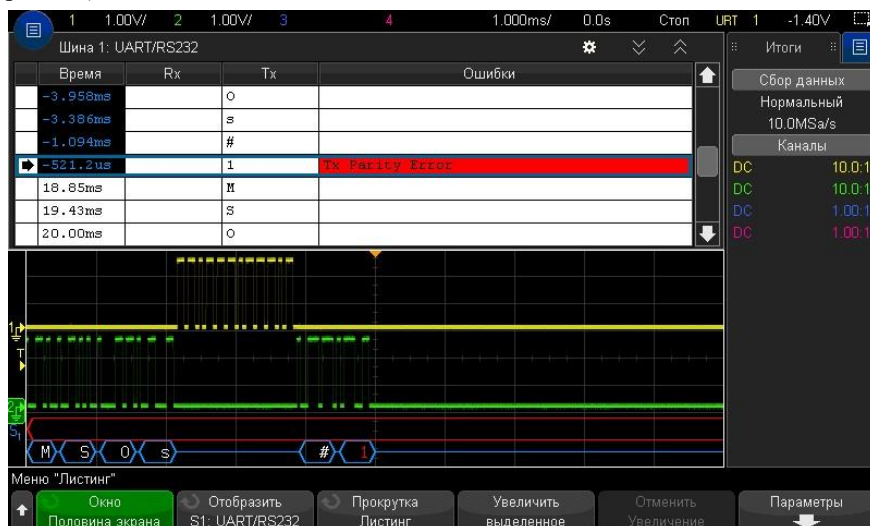 1 1.00V/ 2 1.00V/ 3 4 1.000ms/ 0.0s Стоп URT 1 -1.40V
Шина 1: UART/RS232
Итоги
Время Rx Tx Ошибки
-3.958ms O
-3.386ms s
-1.094ms #
-521.2us 1 Tx Parity Error
18.85ms M
19.43ms S
20.00ms O
Сбор данных
Нормальный
10.0MSa/s
Каналы
DC 10.0:1
DC 10.0:1
DC 1.00:1
DC 1.00:1
1
T
2
S1
M S O s # 1
Меню "Листинг"
Окно
Половина экрана
Отобразить
S1: UART/RS232
Прокрутка
Листинг
Увеличить
выделенное
Отменить
Увеличение
Параметры